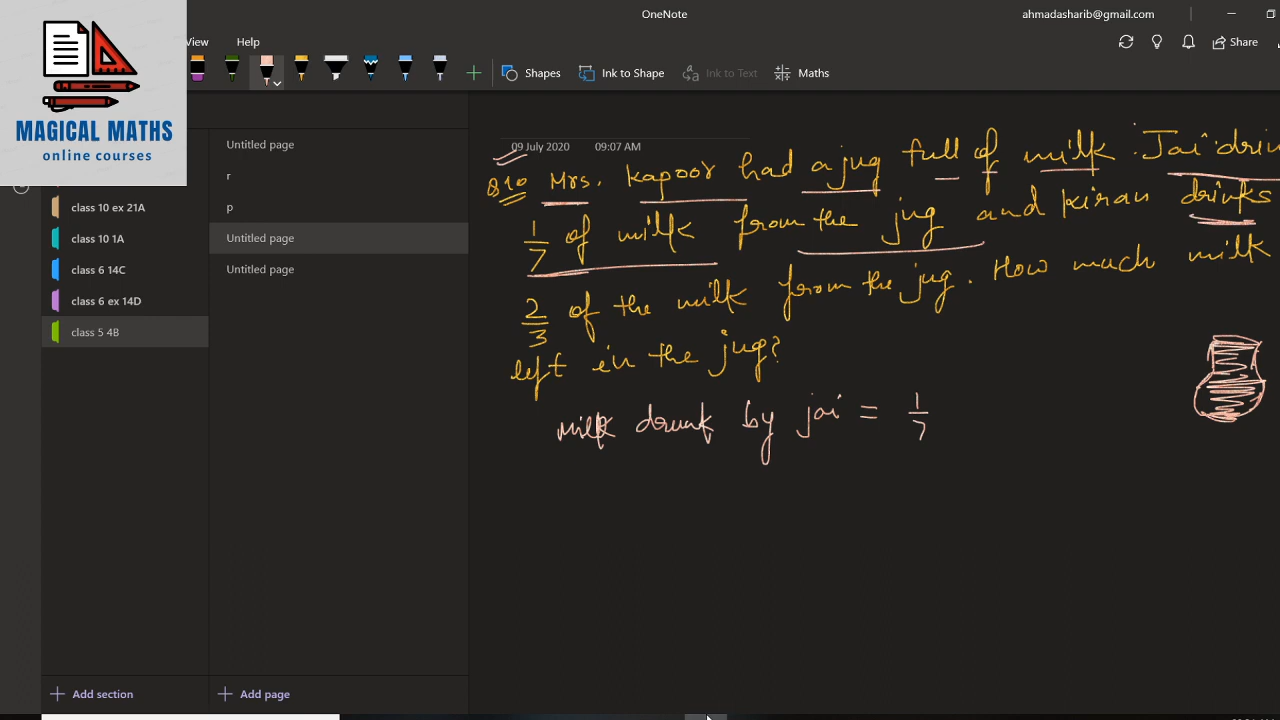 OneNote
ahmadasharib@gmail.com
View Help
Share
Shapes
Ink to Shape
Ink to Text
Maths
MAGICAL MATHS
online courses
class 10 ex 21A
class 10 1A
class 6 14C
class 6 ex 14D
class 5 4B
Untitled page
r
p
Untitled page
Untitled page
09 July 2020 09:07 AM
Q10 Mrs. Kapoor had a jug full of milk. Jai drin
1/7 of milk from the jug and kiran drinks
2/3 of the milk from the jug. How much milk
left in the jug?
milk drunk by jai = 1/7
Add section
Add page